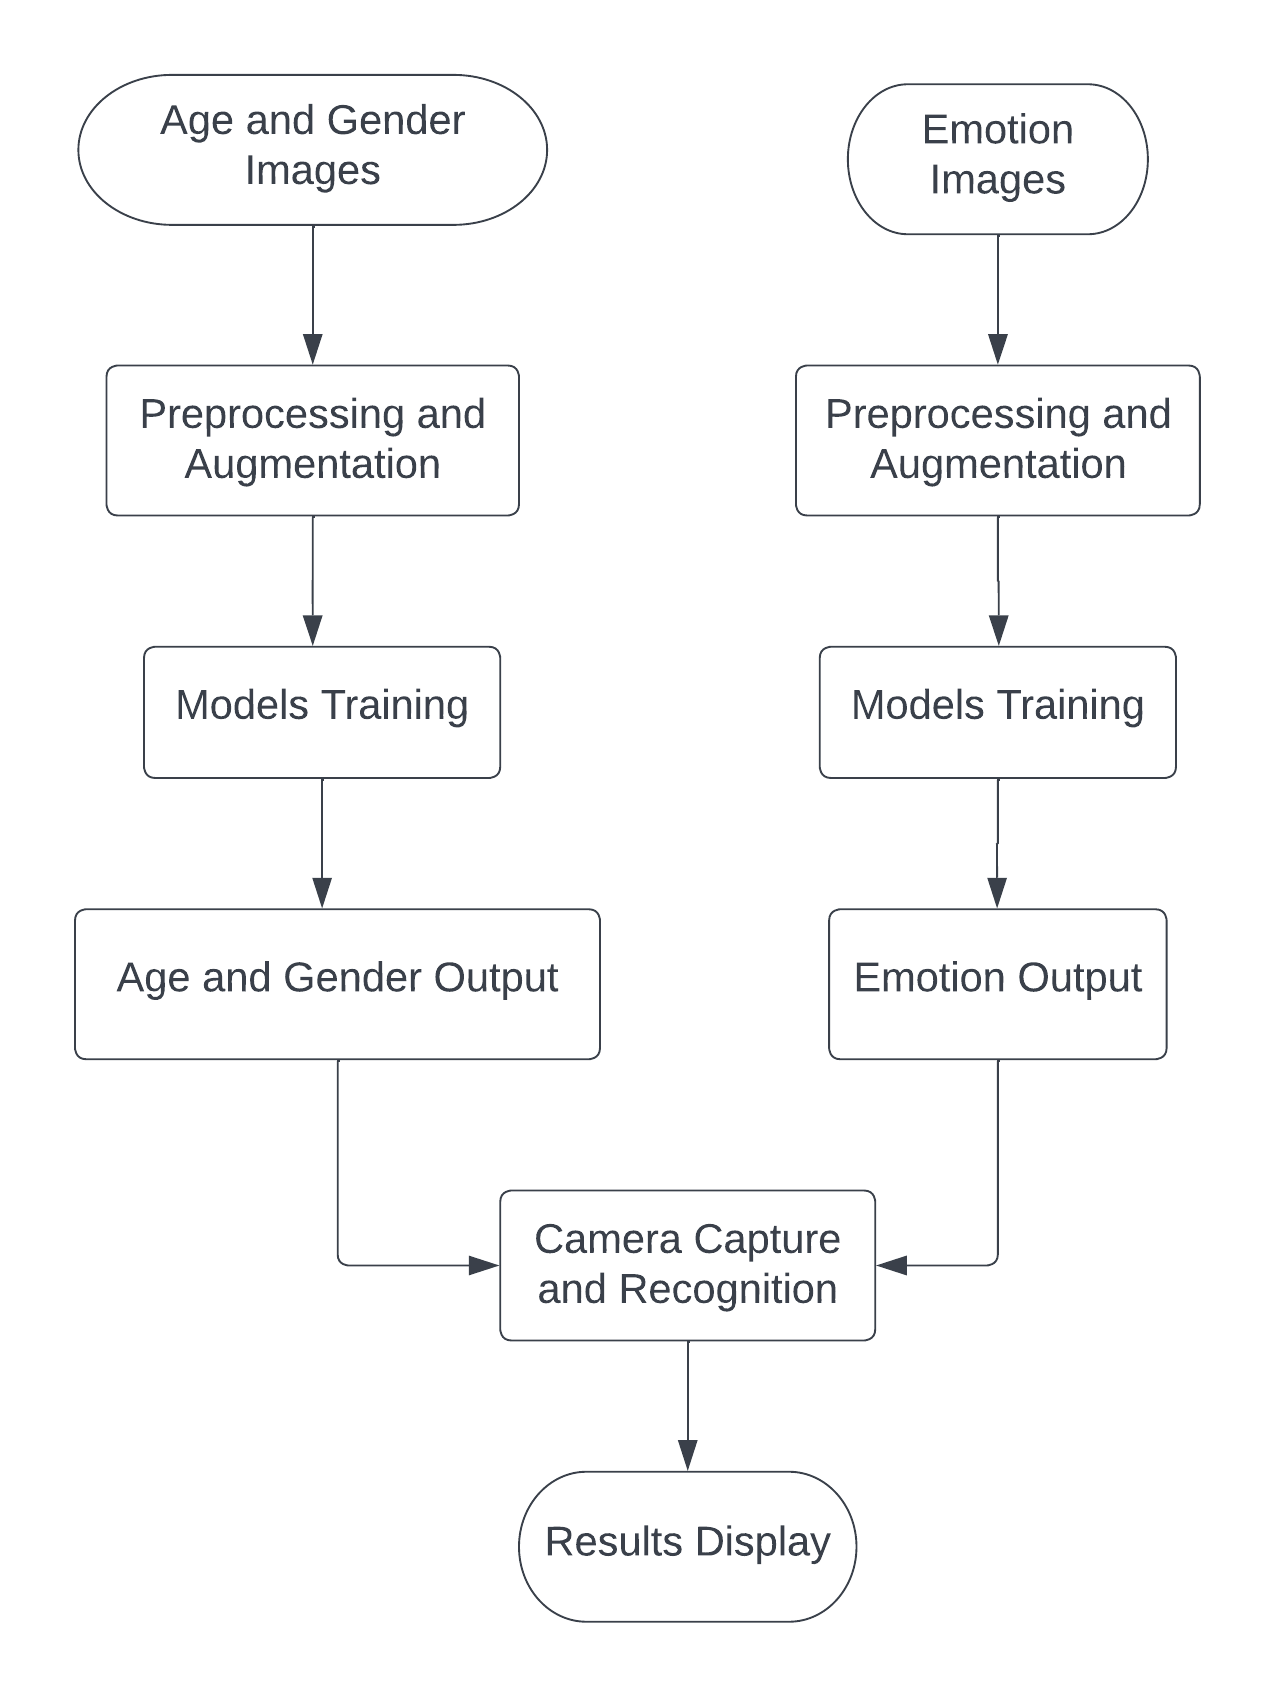 Age and Gender
Images
Emotion
Images
Preprocessing and
Augmentation
Preprocessing and
Augmentation
Models Training
Models Training
Age and Gender Output
Emotion Output
Camera Capture
and Recognition
Results Display